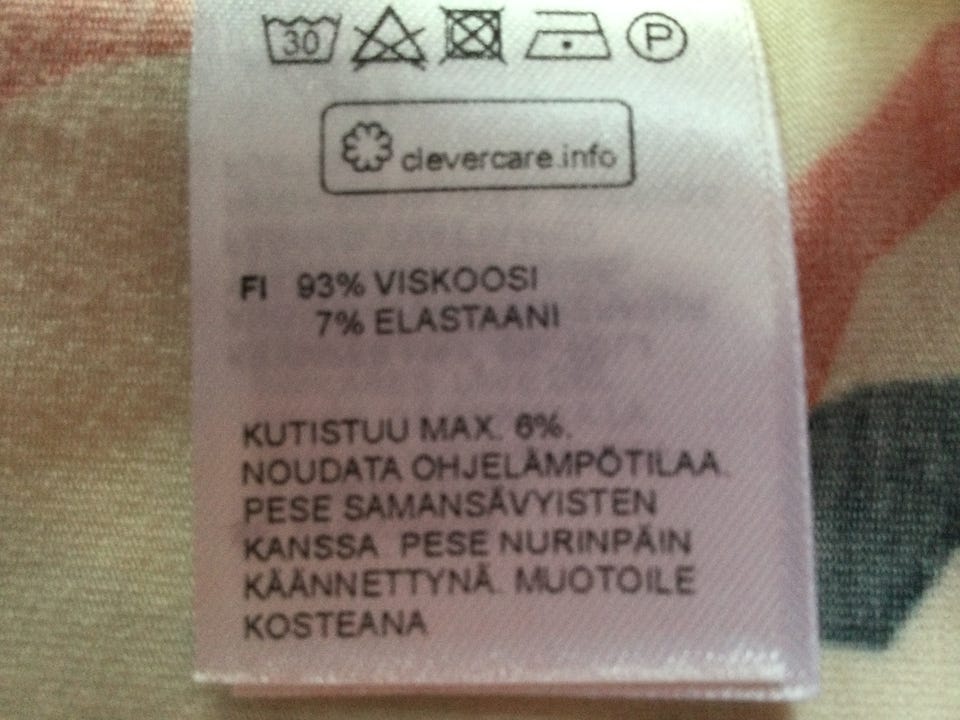 30 P
clevercare.info
FI 93% VISKOOSI
7% ELASTAANI
KUTISTUU MAX. 6%.
NOUDATA OHJELÄMPÖTILAA.
PESE SAMANSÄVYISTEN
KANSSA PESE NURINPÄIN
KÄÄNNETTYNÄ. MUOTOILE
KOSTEANA